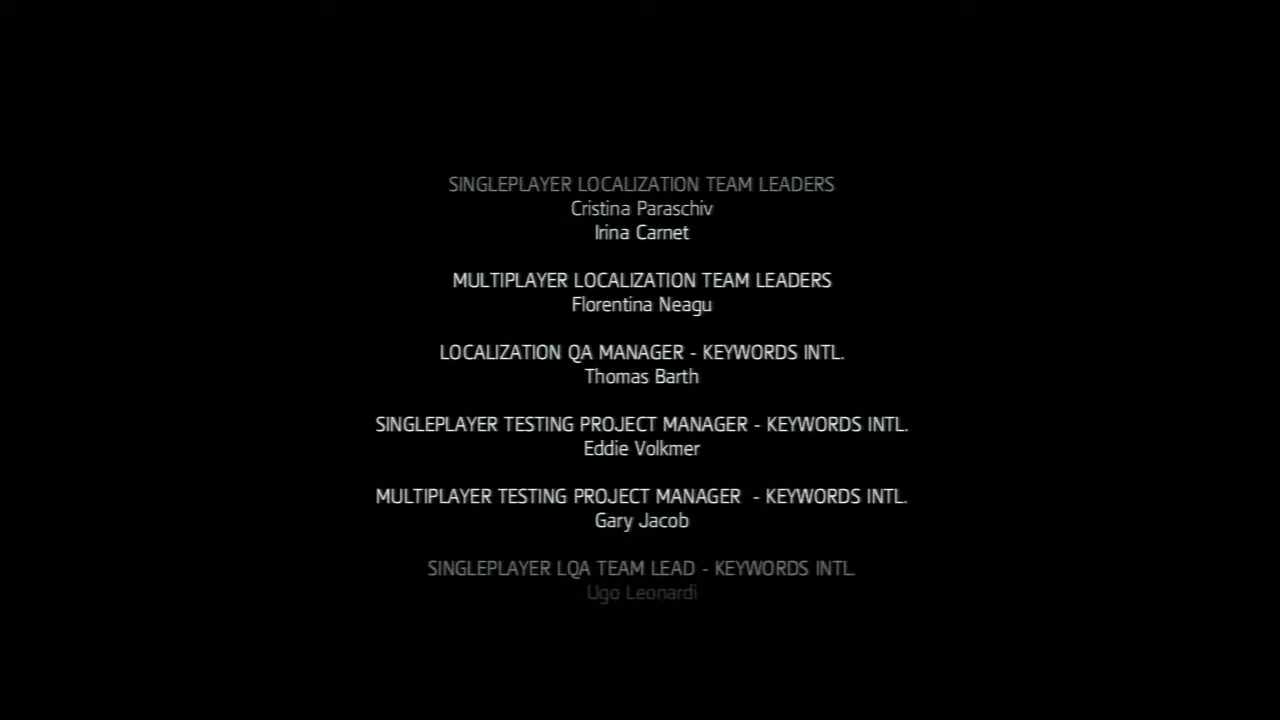 SINGLEPLAYER LOCALIZATION TEAM LEADERS
Cristina Paraschiv
Irina Carnet
MULTIPLAYER LOCALIZATION TEAM LEADERS
Florentina Neagu
LOCALIZATION QA MANAGER - KEYWORDS INTL.
Thomas Barth
SINGLEPLAYER TESTING PROJECT MANAGER - KEYWORDS INTL.
Eddie Volkmer
MULTIPLAYER TESTING PROJECT MANAGER  - KEYWORDS INTL.
Gary Jacob
SINGLEPLAYER LQA TEAM LEAD - KEYWORDS INTL.
Ugo Leonardi